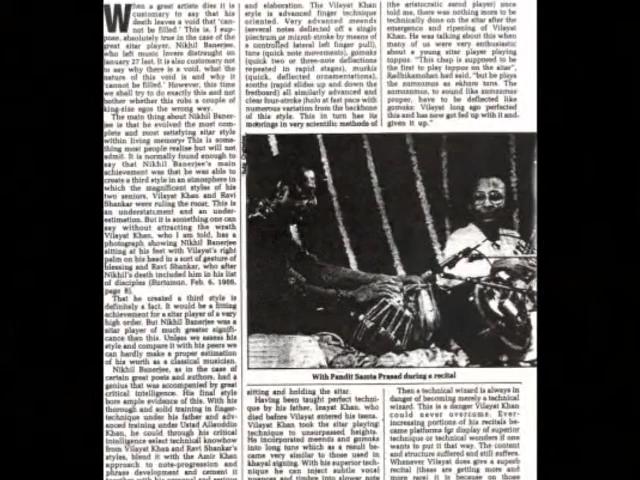 When a great artiste dies it is
customary to say that his
death leaves a void that 'can-
not be filled.' This is, I sup-
pose, absolutely true in the case of the
great sitar player, Nikhil Banerjee,
who left music lovers distraught on
January 27 last. It is also customary not
to say why there is a void, what the
nature of this void is and why it
'cannot be filled.' However, this time
we shall try to do exactly this and not
bother whether this rubs a couple of
king-size egos the wrong way.
The main thing about Nikhil Baner-
jee is that he evolved the most com-
plete and most satisfying sitar style
within living memory. This is some-
thing most people realise but will not
admit. It is normally found enough to
say that Nikhil Banerjee's main
achievement was that he was able to
create a third style in an atmosphere in
which the magnificent styles of his
two seniors, Vilayat Khan and Ravi
Shankar were ruling the roost. This is
an understatement and an under-
estimation. But it is something one can
say without attracting the wrath
Vilayat Khan, who I am told, has a
photograph showing Nikhil Banerjee
sitting at his feet with Vilayat's right
palm on his head in a sort of gesture of
blessing and Ravi Shankar, who after
Nikhil's death included him in his list
of disciples (Bartaman, Feb. 6, 1986,
page 8).
That he created a third style is
definitely a fact. It would be a fitting
achievement for a sitar player of a very
high order. But Nikhil Banerjee was a
sitar player of much greater signifi-
cance than this. Unless we assess his
style and compare it with his peers we
can hardly make a proper estimation
of his worth as a classical musician.
Nikhil Banerjee, as in the case of
certain great poets and authors, had a
genius that was accompanied by great
critical intelligence. His final style
bore ample evidence of this. With his
thorough and solid training in finger-
technique under his father and adv-
anced training under Ustad Allauddin
Khan, he could through his critical
intelligence select technical knowhow
from Vilayat Khan and Ravi Shankar's
styles, blend it with the Amir Khan
approach to note-progression and
phrase development and cement it
and elaboration. The Vilayat Khan
style is advanced finger technique
oriented. Very advanced meends
(several notes deflected off a single
plectrum or mizrab stroke by means of
a controlled lateral left finger pull),
tans (quick note movements), gomoks
(quick two or three-note deflections
repeated in rapid stages), murkis
(quick, deflected ornamentations),
sooths (rapid slides up and down the
fretboard) all similarly advanced and
clear four-stroke jhala at fast pace with
numerous variation from the backbone
of this style. This in turn has its
moorings in very scientific methods of
(the aristocratic sarod player) once
told me, there was nothing more to be
technically done on the sitar after the
emergence and ripening of Vilayat
Khan. He was talking about this when
many of us were very enthusiastic
about a young sitar player playing
toppas. "This chap is supposed to be
the first to play toppas on the sitar",
Radhikamohan had said, "but he plays
the
proper, have to be deflected like
gomoks. Vilayat long ago perfected
this and has now got fed up with it and
given it up."
With Pandit Samta Prasad during a recital
sitting and holding the sitar.
Having been taught perfect techni-
que by his father, Inayat Khan, who
died before Vilayat entered his teens,
Vilayat Khan took the sitar playing
technique to unsurpassed heights.
He incorporated meends and gomoks
into long tans which as a result be-
came very similar to those used in
khayal singing. With his superior tech-
nique he can inject subtle vocal
nuances and timbre into slower note
Then a technical wizard is always in
danger of becoming merely a technical
wizard. This is a danger Vilayat Khan
could never overcome. Ever-
increasing portions of his recitals be-
came platforms for display of superior
technique or technical wonders if one
wants to put it that way. The content
and structure suffered and still suffers.
Whenever Vilayat does give a superb
recital (these are getting more and
more rare) it is because on those